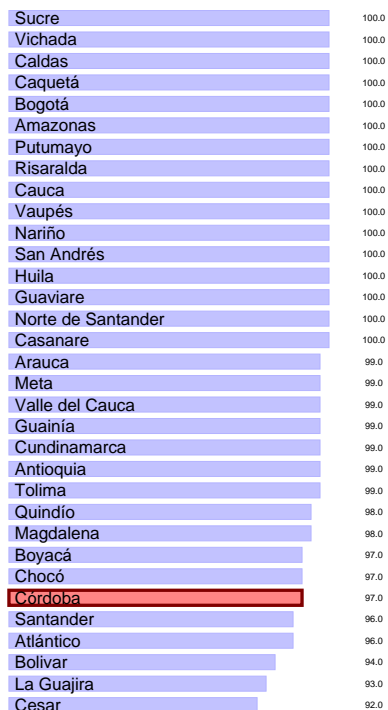 Sucre 100.0
Vichada 100.0
Caldas 100.0
Caquetá 100.0
Bogotá 100.0
Amazonas 100.0
Putumayo 100.0
Risaralda 100.0
Cauca 100.0
Vaupés 100.0
Nariño 100.0
San Andrés 100.0
Huila 100.0
Guaviare 100.0
Norte de Santander 100.0
Casanare 100.0
Arauca 99.0
Meta 99.0
Valle del Cauca 99.0
Guainía 99.0
Cundinamarca 99.0
Antioquia 99.0
Tolima 99.0
Quindío 98.0
Magdalena 98.0
Boyacá 97.0
Chocó 97.0
Córdoba 97.0
Santander 96.0
Atlántico 96.0
Bolivar 94.0
La Guajira 93.0
Cesar 92.0